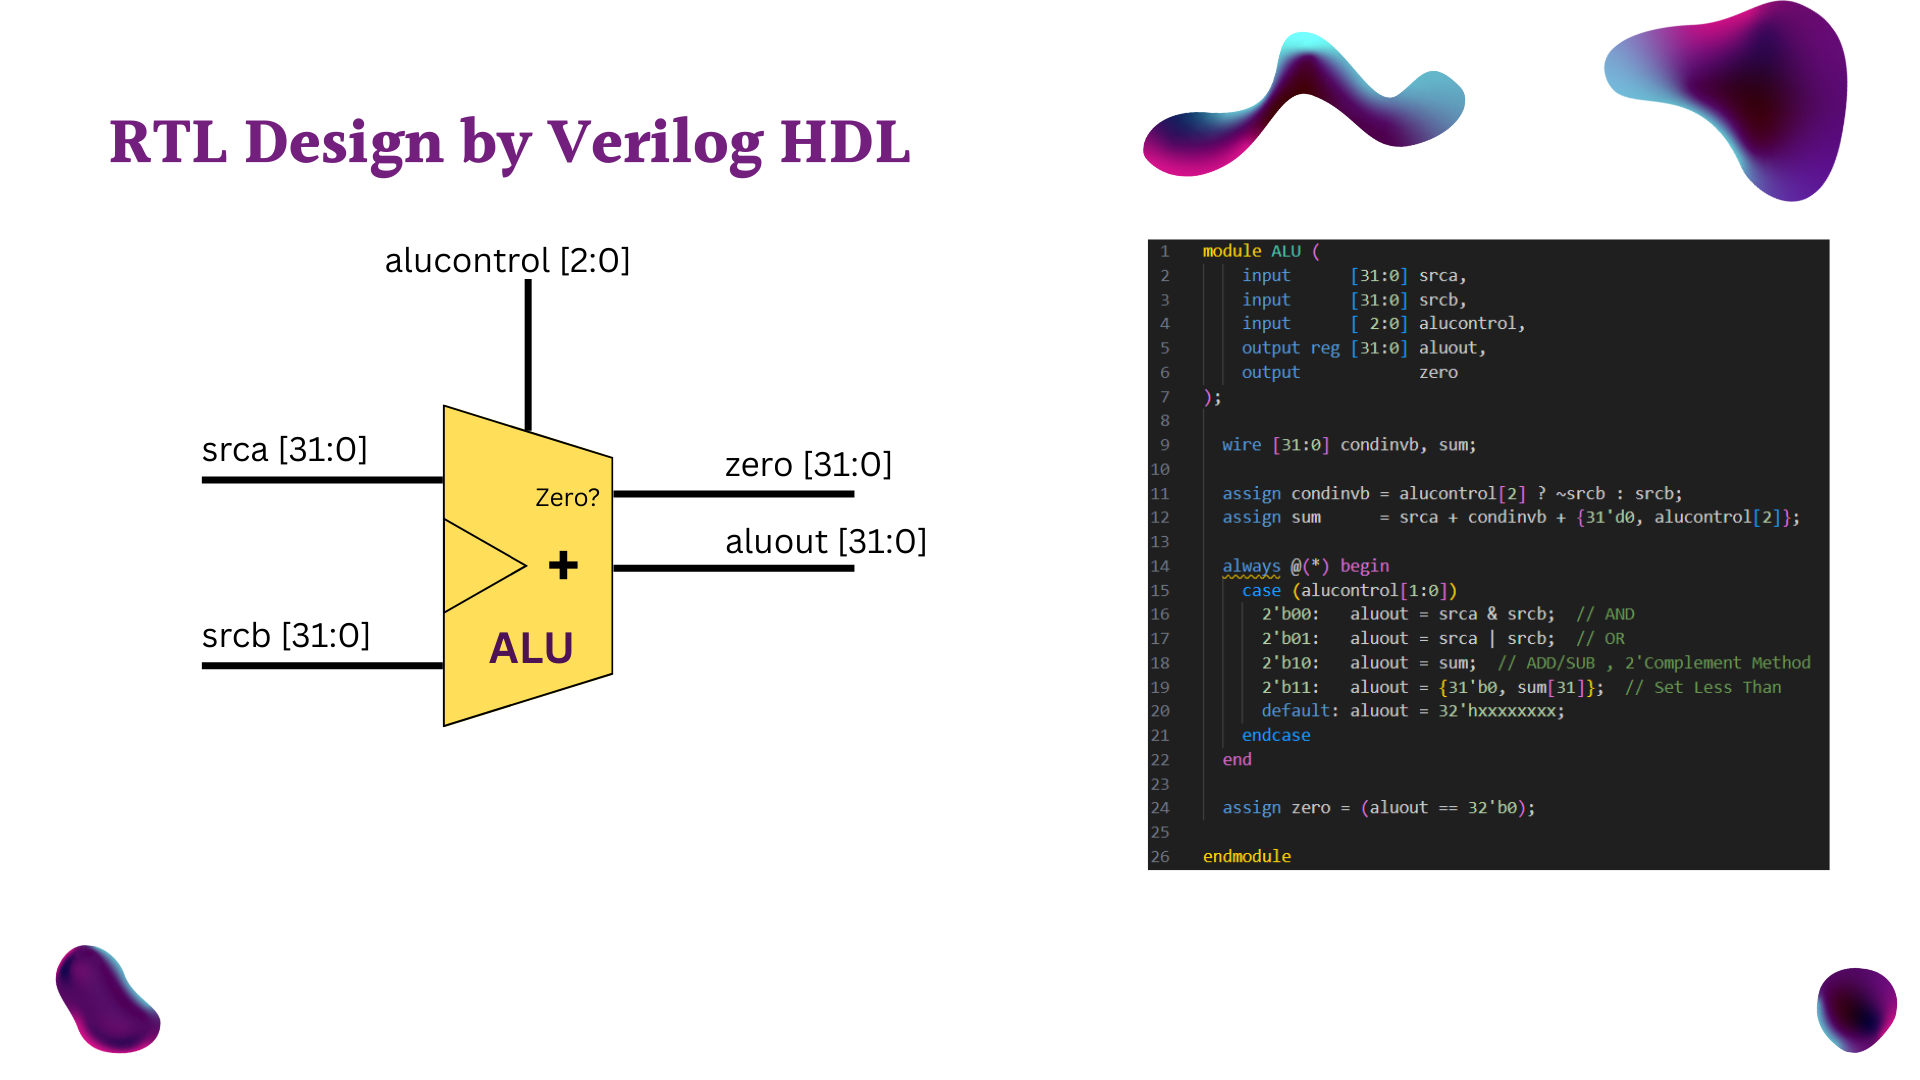 RTL Design by Verilog HDL
alucontrol [2:0]
srca [31:0]
zero [31:0]
Zero?
aluout [31:0]
+
srcb [31:0]
ALU
1 module ALU (
2 input [31:0] srca,
3 input [31:0] srcb,
4 input [ 2:0] alucontrol,
5 output reg [31:0] aluout,
6 output zero
7 );
8
9 wire [31:0] condinvb, sum;
10
11 assign condinvb = alucontrol[2] ? ~srcb : srcb;
12 assign sum = srca + condinvb + {31'd0, alucontrol[2]};
13
14 always @(*) begin
15 case (alucontrol[1:0])
16 2'b00: aluout = srca & srcb; // AND
17 2'b01: aluout = srca | srcb; // OR
18 2'b10: aluout = sum; // ADD/SUB , 2'Complement Method
19 2'b11: aluout = {31'b0, sum[31]}; // Set Less Than
20 default: aluout = 32'hxxxxxxxx;
21 endcase
22 end
23
24 assign zero = (aluout == 32'b0);
25
26 endmodule